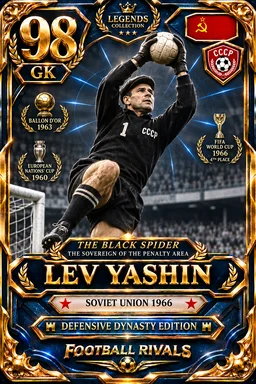 98
GK
LEGENDS
COLLECTION
CCCP
BALLON D'OR
1963
EUROPEAN
NATIONS' CUP
1960
FIFA
WORLD CUP
1966
4TH PLACE
1 CCCP
THE BLACK SPIDER
THE SOVEREIGN OF THE PENALTY AREA
LEV YASHIN
SOVIET UNION 1966
DEFENSIVE DYNASTY EDITION
FOOTBALL RIVALS